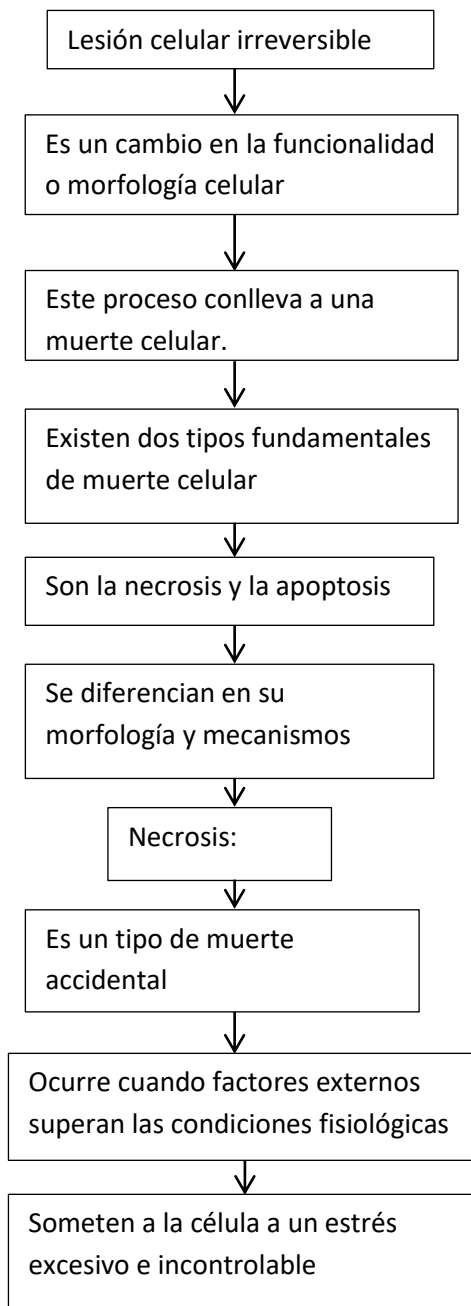 Lesión celular irreversible
Es un cambio en la funcionalidad
o morfología celular
Este proceso conlleva a una
muerte celular.
Existen dos tipos fundamentales
de muerte celular
Son la necrosis y la apoptosis
Se diferencian en su
morfología y mecanismos
Necrosis:
Es un tipo de muerte
accidental
Ocurre cuando factores externos
superan las condiciones fisiológicas
Someten a la célula a un estrés
excesivo e incontrolable